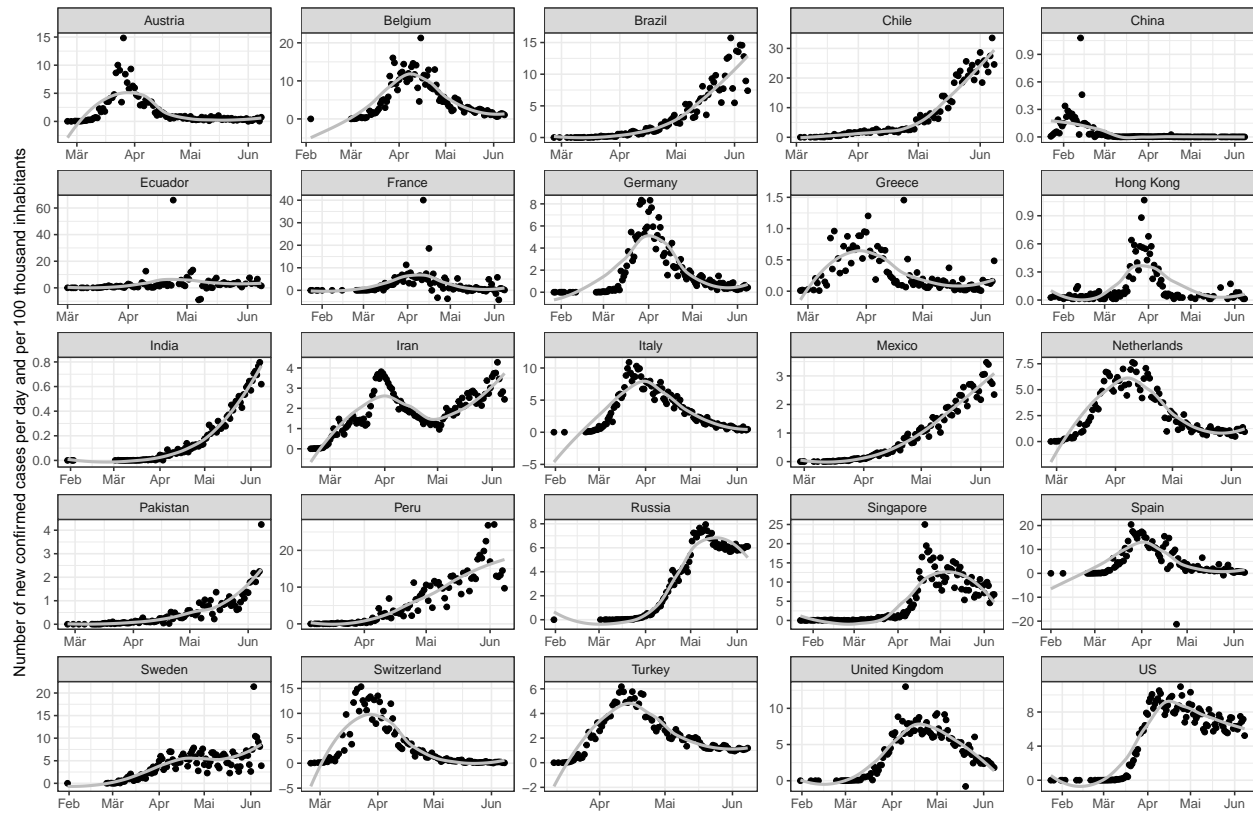 Number of new confirmed cases per day and per 100 thousand inhabitants
Austria
15
10
5
0
Mär Apr Mai Jun
Belgium
20
10
0
Feb Mär Apr Mai Jun
Brazil
15
10
5
0
Mär Apr Mai Jun
Chile
30
20
10
0
Mär Apr Mai Jun
China
0.9
0.6
0.3
0.0
Feb Mär Apr Mai Jun
Ecuador
60
40
20
0
Mär Apr Mai Jun
France
40
30
20
10
0
Feb Mär Apr Mai Jun
Germany
8
6
4
2
0
Feb Mär Apr Mai Jun
Greece
1.5
1.0
0.5
0.0
Mär Apr Mai Jun
Hong Kong
0.9
0.6
0.3
0.0
Feb Mär Apr Mai Jun
India
0.8
0.6
0.4
0.2
0.0
Feb Mär Apr Mai Jun
Iran
4
3
2
1
0
Mär Apr Mai Jun
Italy
10
5
0
−5
Feb Mär Apr Mai Jun
Mexico
3
2
1
0
Mär Apr Mai Jun
Netherlands
7.5
5.0
2.5
0.0
Mär Apr Mai Jun
Pakistan
4
3
2
1
0
Mär Apr Mai Jun
Peru
20
10
0
Apr Mai Jun
Russia
8
6
4
2
0
Feb Mär Apr Mai Jun
Singapore
25
20
15
10
5
0
Feb Mär Apr Mai Jun
Spain
20
10
0
−10
−20
Feb Mär Apr Mai Jun
Sweden
20
15
10
5
0
Feb Mär Apr Mai Jun
Switzerland
15
10
5
0
−5
Mär Apr Mai Jun
Turkey
6
4
2
0
−2
Apr Mai Jun
United Kingdom
10
5
0
Feb Mär Apr Mai Jun
US
8
4
0
Feb Mär Apr Mai Jun